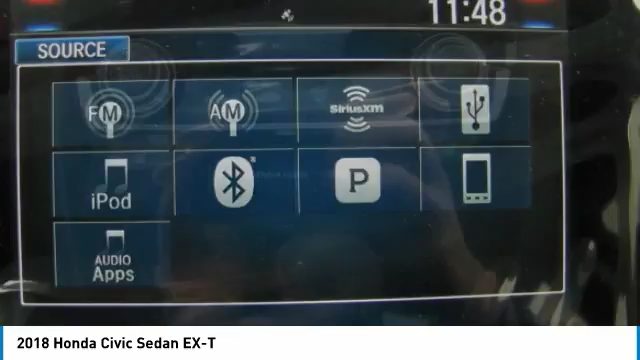 11:48
SOURCE
FM
AM
SiriusXM
iPod
P
AUDIO
Apps
2018 Honda Civic Sedan EX-T